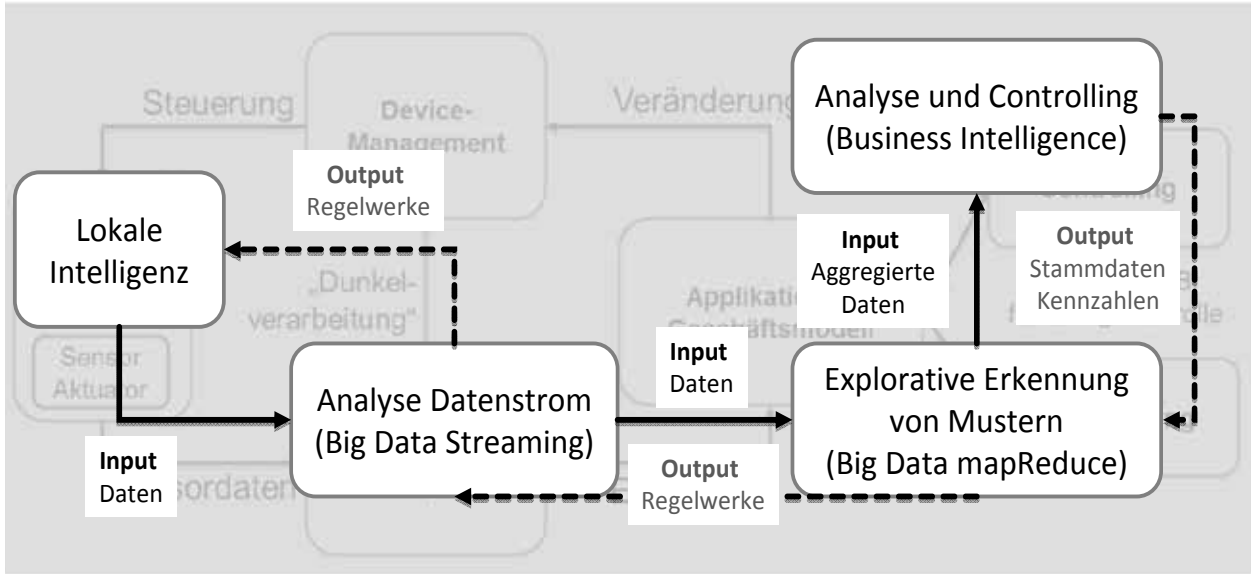 Steuerung
Device-
Management
Veränderung
Analyse und Controlling
(Business Intelligence)
Output
Regelwerke
Controlling
Lokale
Intelligenz
Input
Aggregierte
Daten
Output
Stammdaten
Kennzahlen
„Dunkel-
verarbeitung“
Geschäftsmodell
Sensor
Aktuator
Analyse Datenstrom
(Big Data Streaming)
Input
Daten
Explorative Erkennung
von Mustern
(Big Data mapReduce)
Input
Daten
Output
Regelwerke